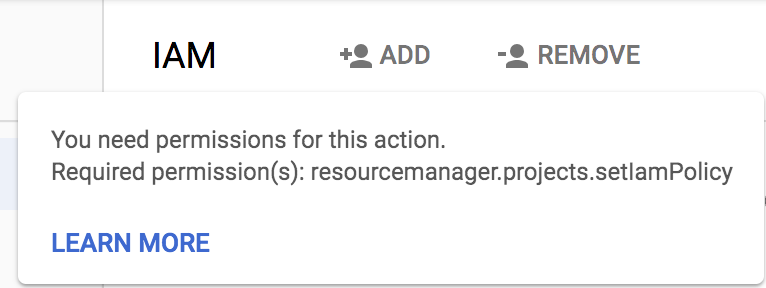 IAM ADD REMOVE
You need permissions for this action.
Required permission(s): resourcemanager.projects.setIamPolicy
LEARN MORE